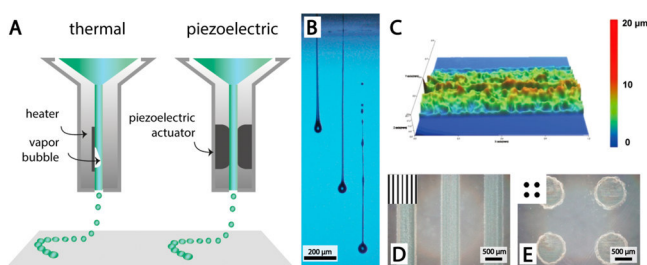 A
thermal
piezoelectric
heater
vapor
bubble
piezoelectric
actuator
B
200 µm
C
20 µm
10
0
D
500 µm
E
500 µm